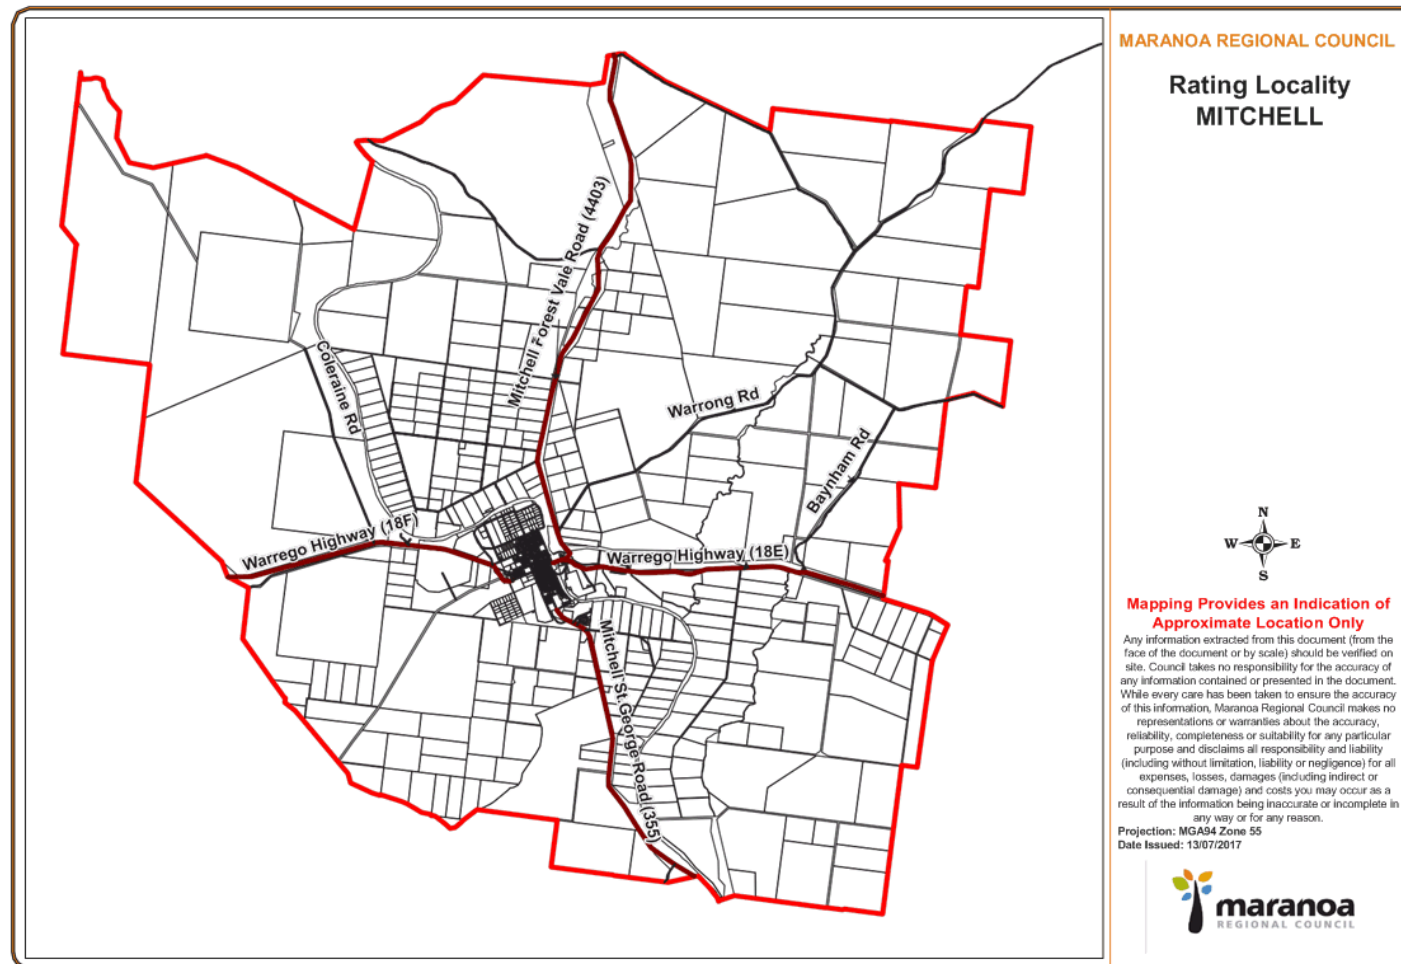 MARANOA REGIONAL COUNCIL
Rating Locality
MITCHELL
Mitchell Forest Vale Road (4403)
Coleraine Rd
Warrong Rd
Baynham Rd
Warrego Highway (18F)
Warrego Highway (18E)
Mitchell St George Road (355)
N
W E
S
Mapping Provides an Indication of
Approximate Location Only
Any information extracted from this document (from the
face of the document or by scale) should be verified on
site. Council takes no responsibility for the accuracy of
any information contained or presented in the document.
While every care has been taken to ensure the accuracy
of this information, Maranoa Regional Council makes no
representations or warranties about the accuracy,
reliability, completeness or suitability for any particular
purpose and disclaims all responsibility and liability
(including without limitation, liability or negligence) for all
expenses, losses, damages (including indirect or
consequential damage) and costs you may occur as a
result of the information being inaccurate or incomplete in
any way or for any reason.
Projection: MGA94 Zone 55
Date Issued: 13/07/2017
maranoa
REGIONAL COUNCIL